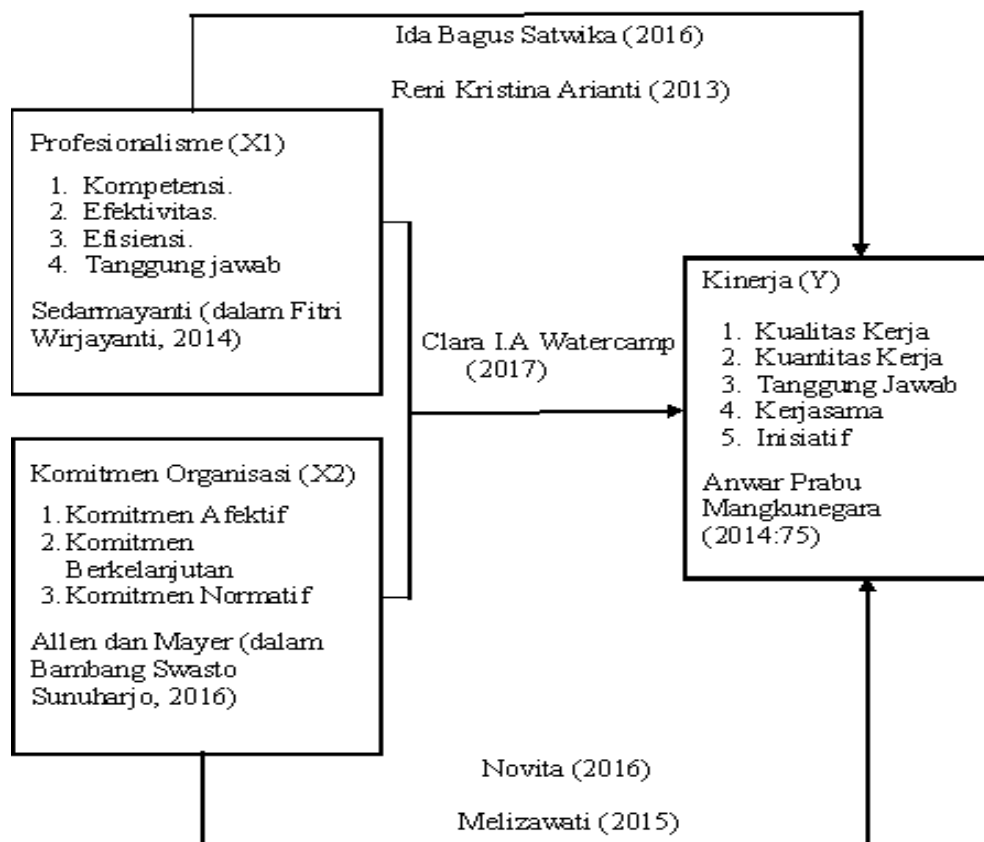 Ida Bagus Satwika (2016)
Reni Kristina Arianti (2013)
Profesionalisme (X1)
1. Kompetensi.
2. Efektivitas.
3. Efisiensi.
4. Tanggung jawab
Sedarmayanti (dalam Fitri
Wirjayanti, 2014)
Clara I.A Watercamp
(2017)
Kinerja (Y)
1. Kualitas Kerja
2. Kuantitas Kerja
3. Tanggung Jawab
4. Kerjasama
5. Inisiatif
Anwar Prabu
Mangkunegara
(2014:75)
Komitmen Organisasi (X2)
1. Komitmen Afektif
2. Komitmen
Berkelanjutan
3. Komitmen Normatif
Allen dan Mayer (dalam
Bambang Swasto
Sunuharjo, 2016)
Novita (2016)
Melizawati (2015)